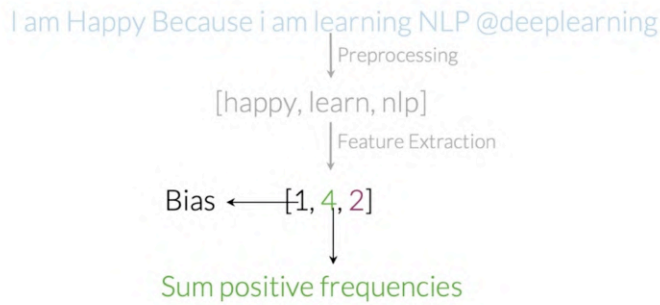 I am Happy Because i am learning NLP @deeplearning
Preprocessing
[happy, learn, nlp]
Feature Extraction
Bias [1, 4, 2]
Sum positive frequencies